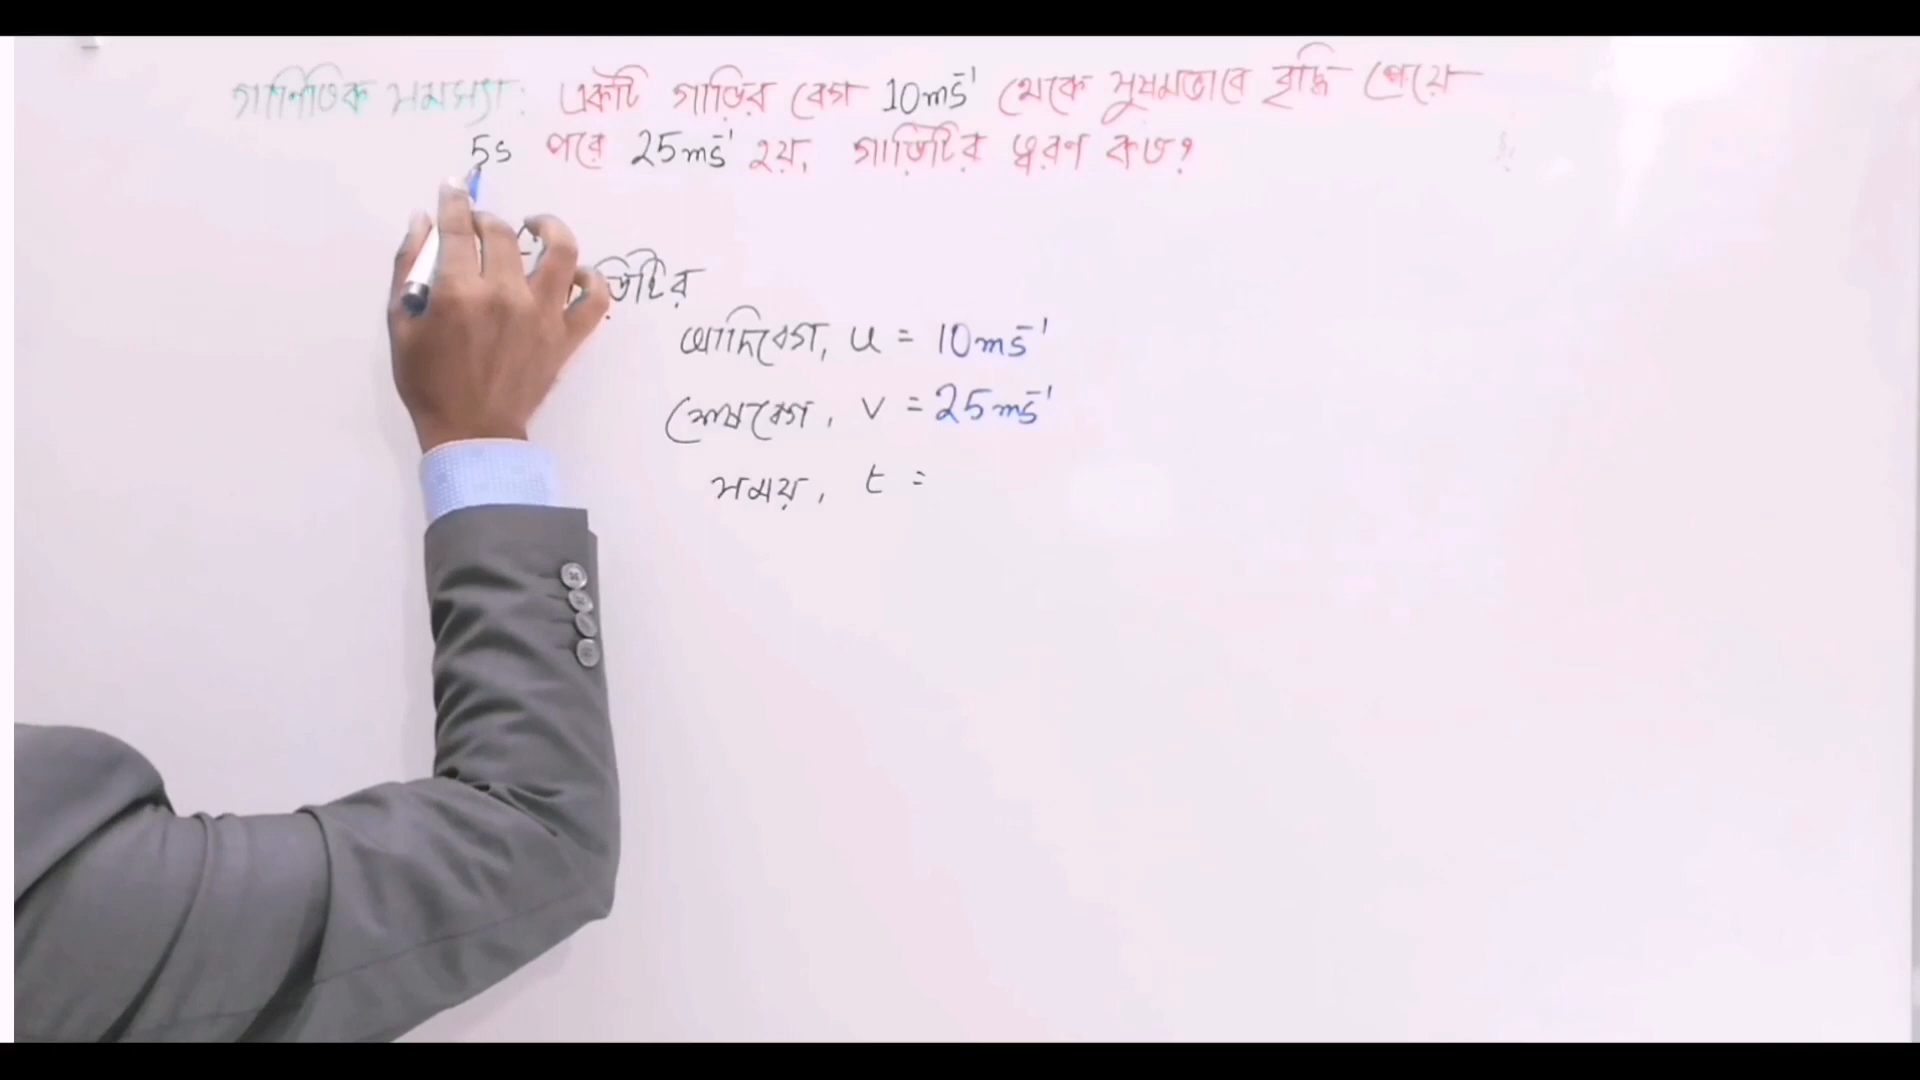 গাণিতিক সমস্যা: একটি গাড়ির বেগ 10ms⁻¹ থেকে সুষমভাবে বৃদ্ধি পেয়ে
5s পরে 25ms⁻¹ হয়, গাড়িটির ত্বরণ কত?
আদিবেগ, u = 10ms⁻¹
শেষবেগ, v = 25ms⁻¹
সময়, t =